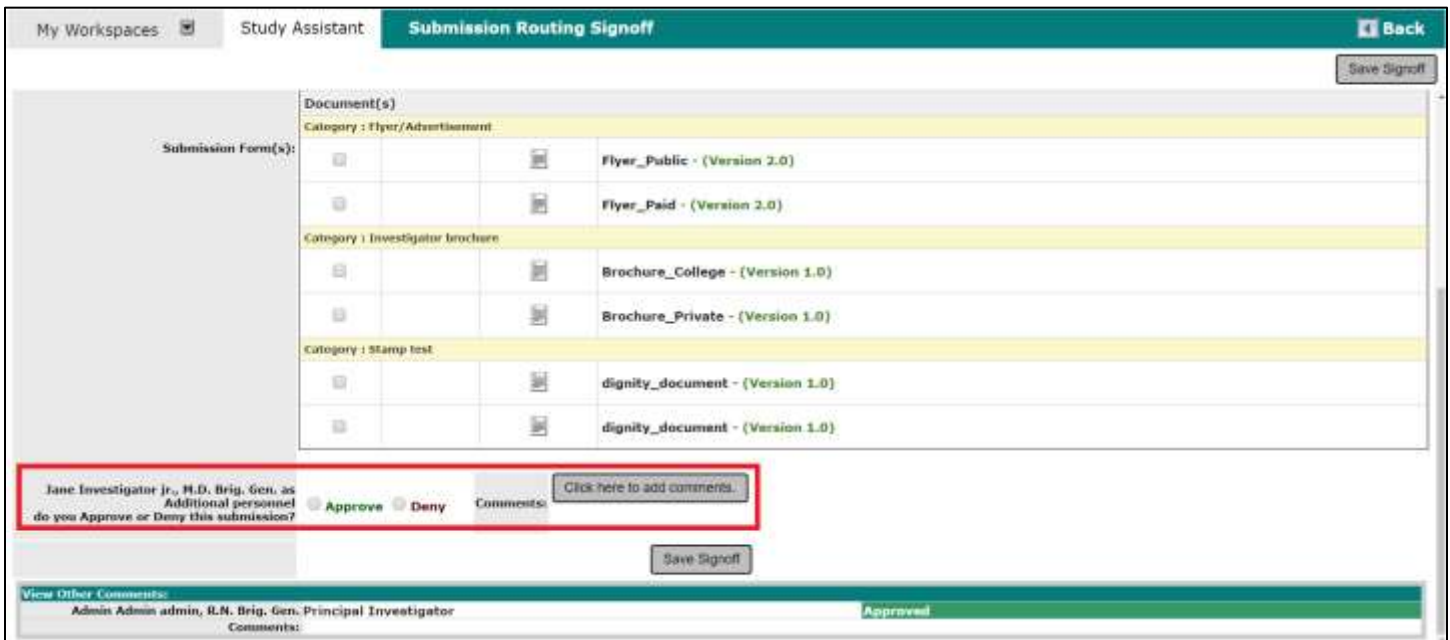 My Workspaces Study Assistant Submission Routing Signoff Back
Save Signoff
Document(s)
Category : Flyer/Advertisement
Submission Form(s):
Flyer_Public - (Version 2.0)
Flyer_Paid - (Version 2.0)
Category : Investigator brochure
Brochure_College - (Version 1.0)
Brochure_Private - (Version 1.0)
Category : Stamp test
dignity_document - (Version 1.0)
dignity_document - (Version 1.0)
Jane Investigator jr., M.D. Brig. Gen. as
Additional personnel
do you Approve or Deny this submission?
Approve Deny Comments: Click here to add comments.
Save Signoff
View Other Comments:
Admin Admin admin, R.N. Brig. Gen. Principal Investigator Approved
Comments: